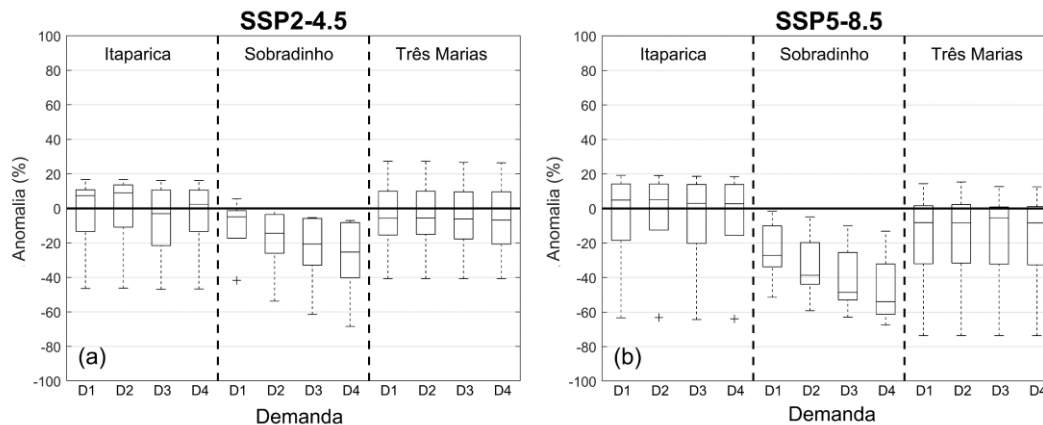 SSP2-4.5
Itaparica Sobradinho Três Marias
Anomalia (%)
100
80
60
40
20
0
-20
-40
-60
-80
-100
(a)
D1 D2 D3 D4 D1 D2 D3 D4 D1 D2 D3 D4
Demanda
SSP5-8.5
Itaparica Sobradinho Três Marias
Anomalia (%)
100
80
60
40
20
0
-20
-40
-60
-80
-100
(b)
D1 D2 D3 D4 D1 D2 D3 D4 D1 D2 D3 D4
Demanda